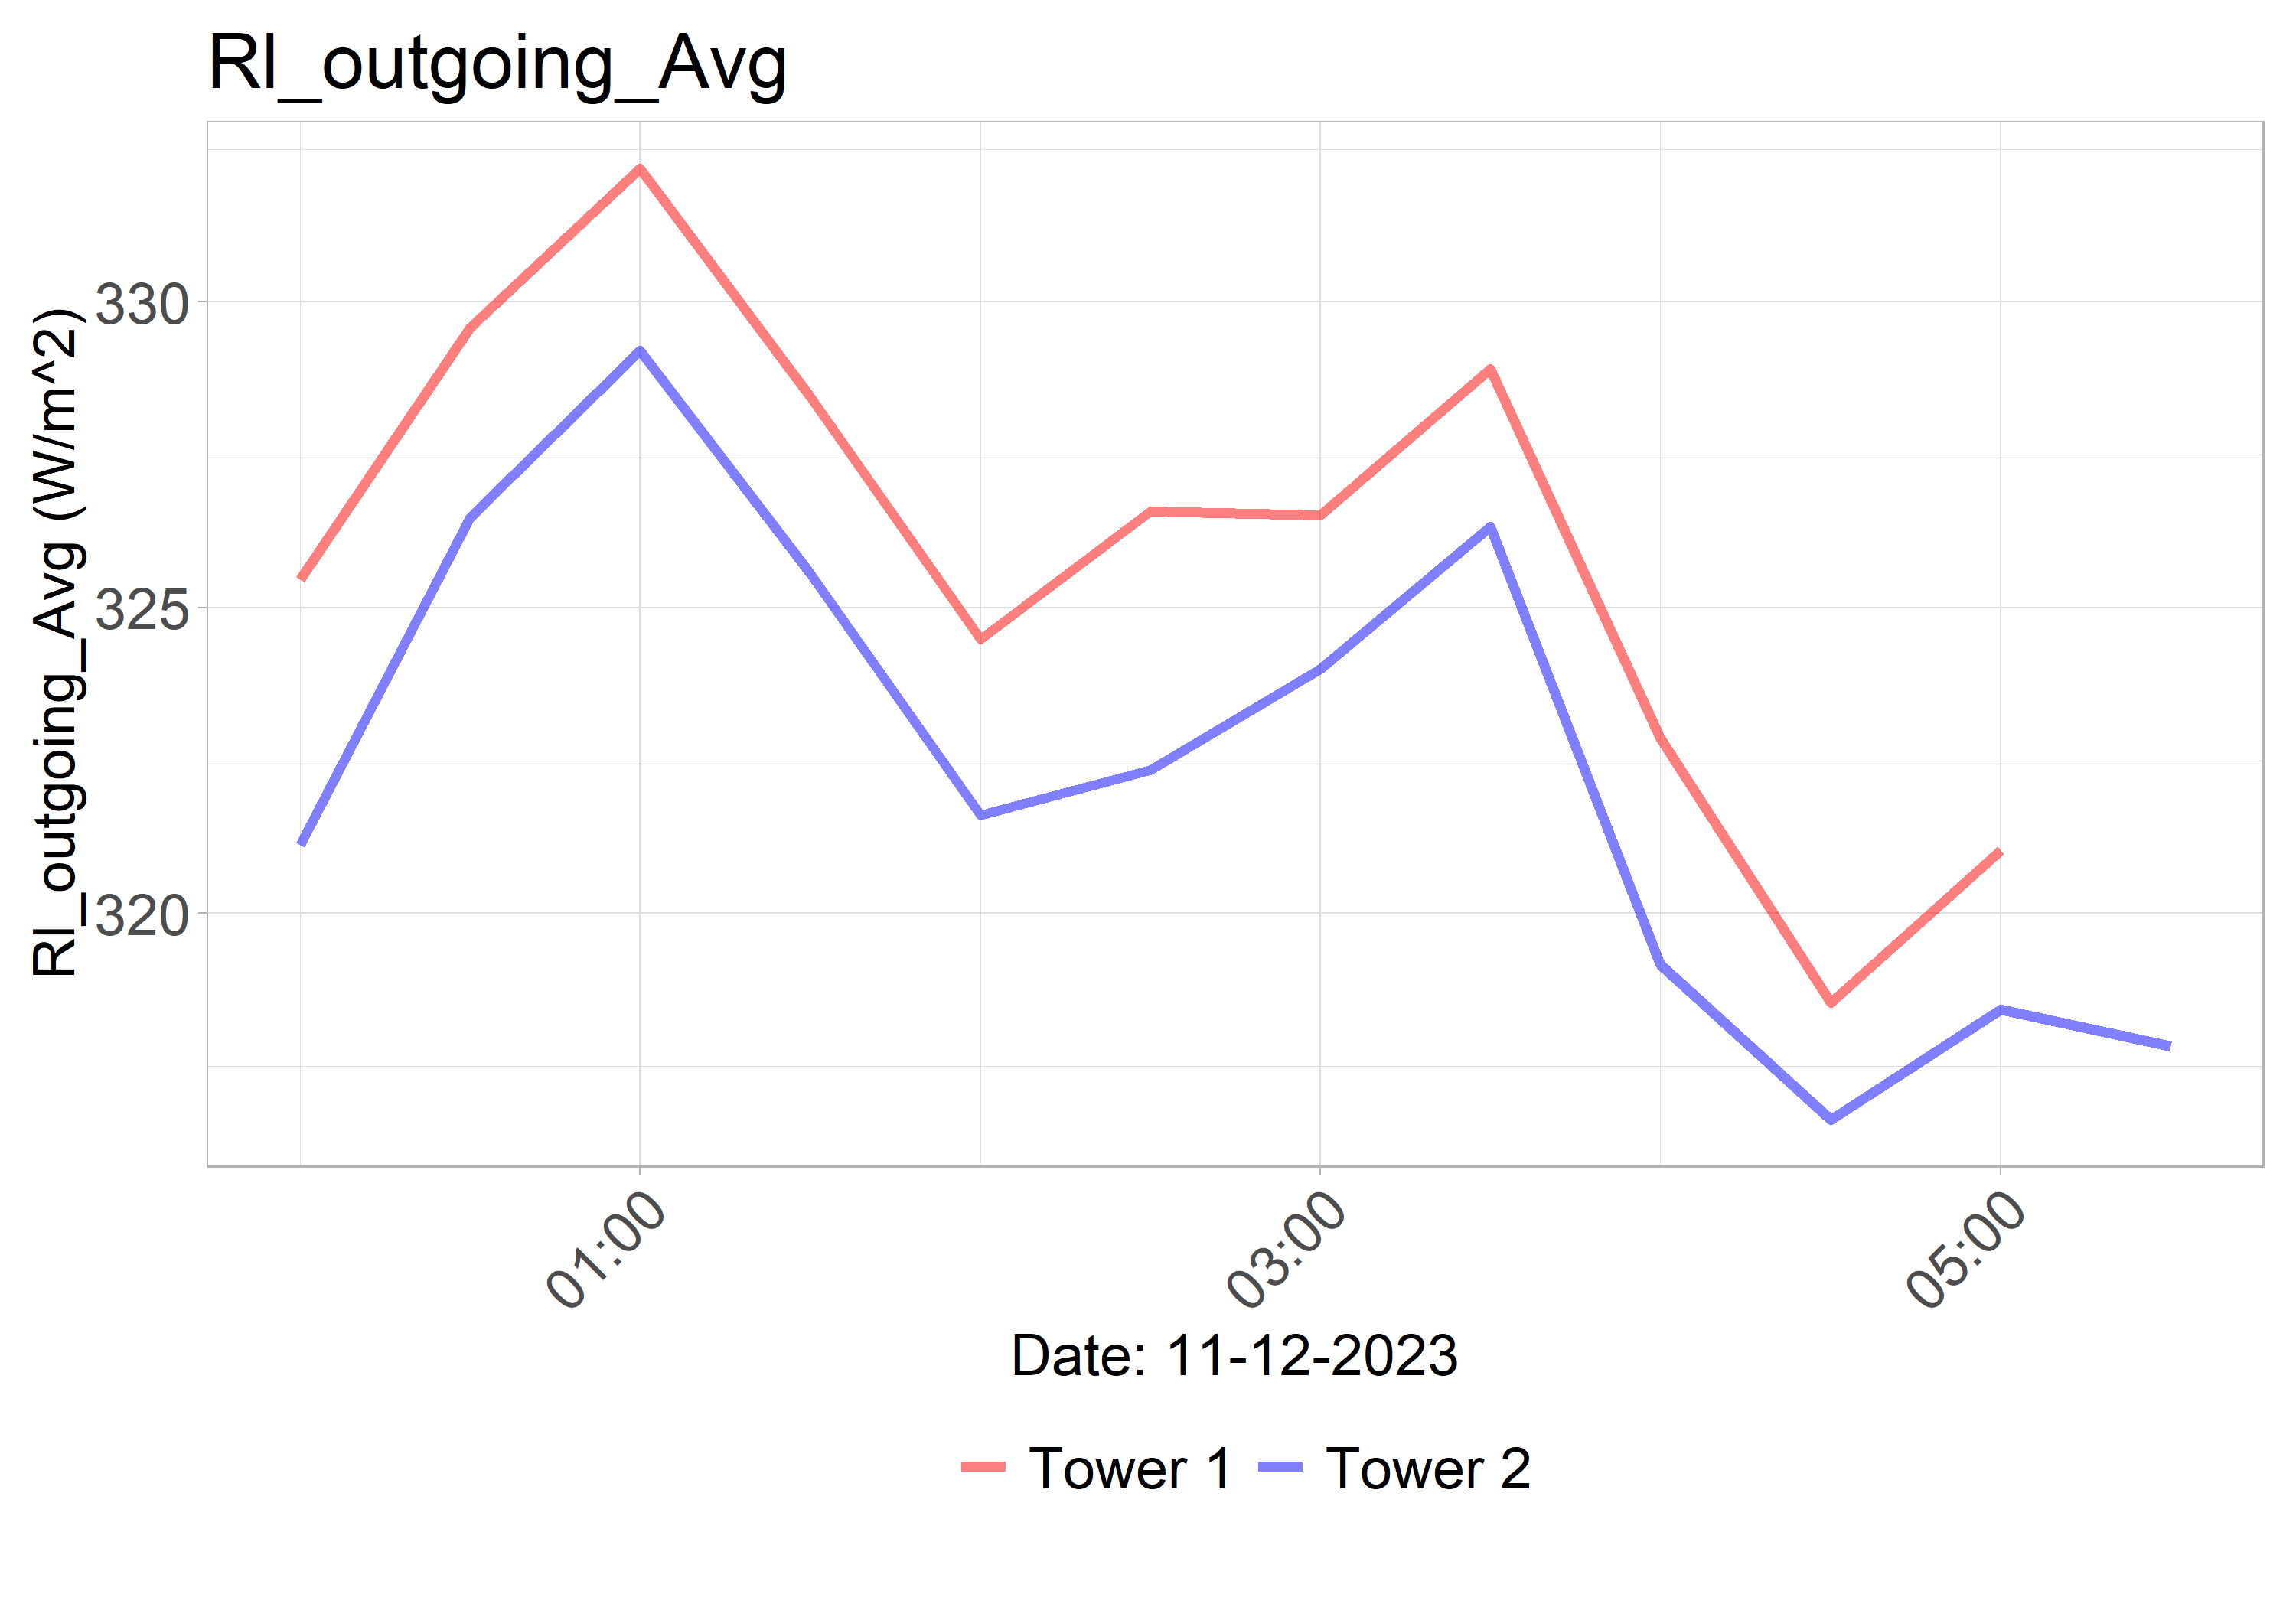 Rl_outgoing_Avg
Rl_outgoing_Avg (W/m^2)
330
325
320
01:00
03:00
05:00
Date: 11-12-2023
Tower 1
Tower 2